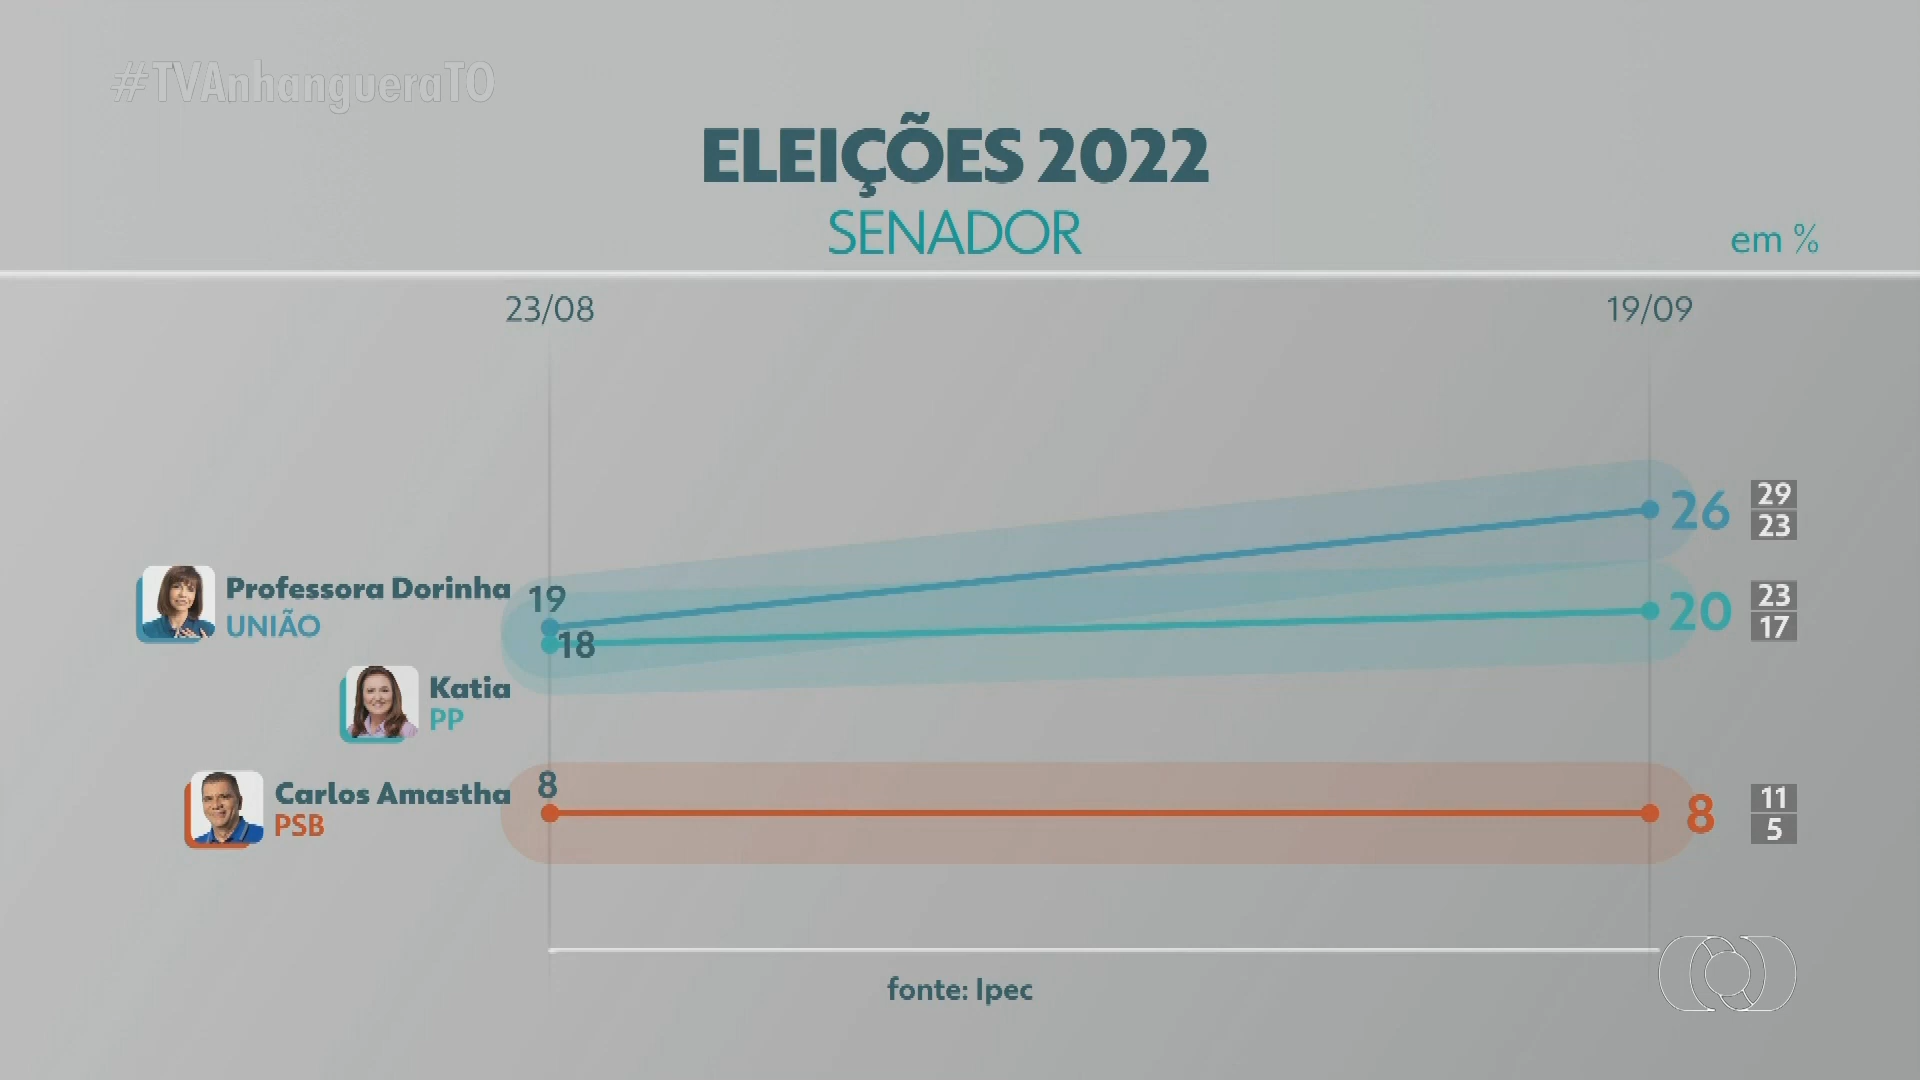 #TVAnhangueraTO
ELEIÇÕES 2022
SENADOR
em %
23/08
19/09
Professora Dorinha
UNIÃO
19
26
29
23
Katia
PP
18
20
23
17
Carlos Amastha
PSB
8
8
11
5
fonte: Ipec